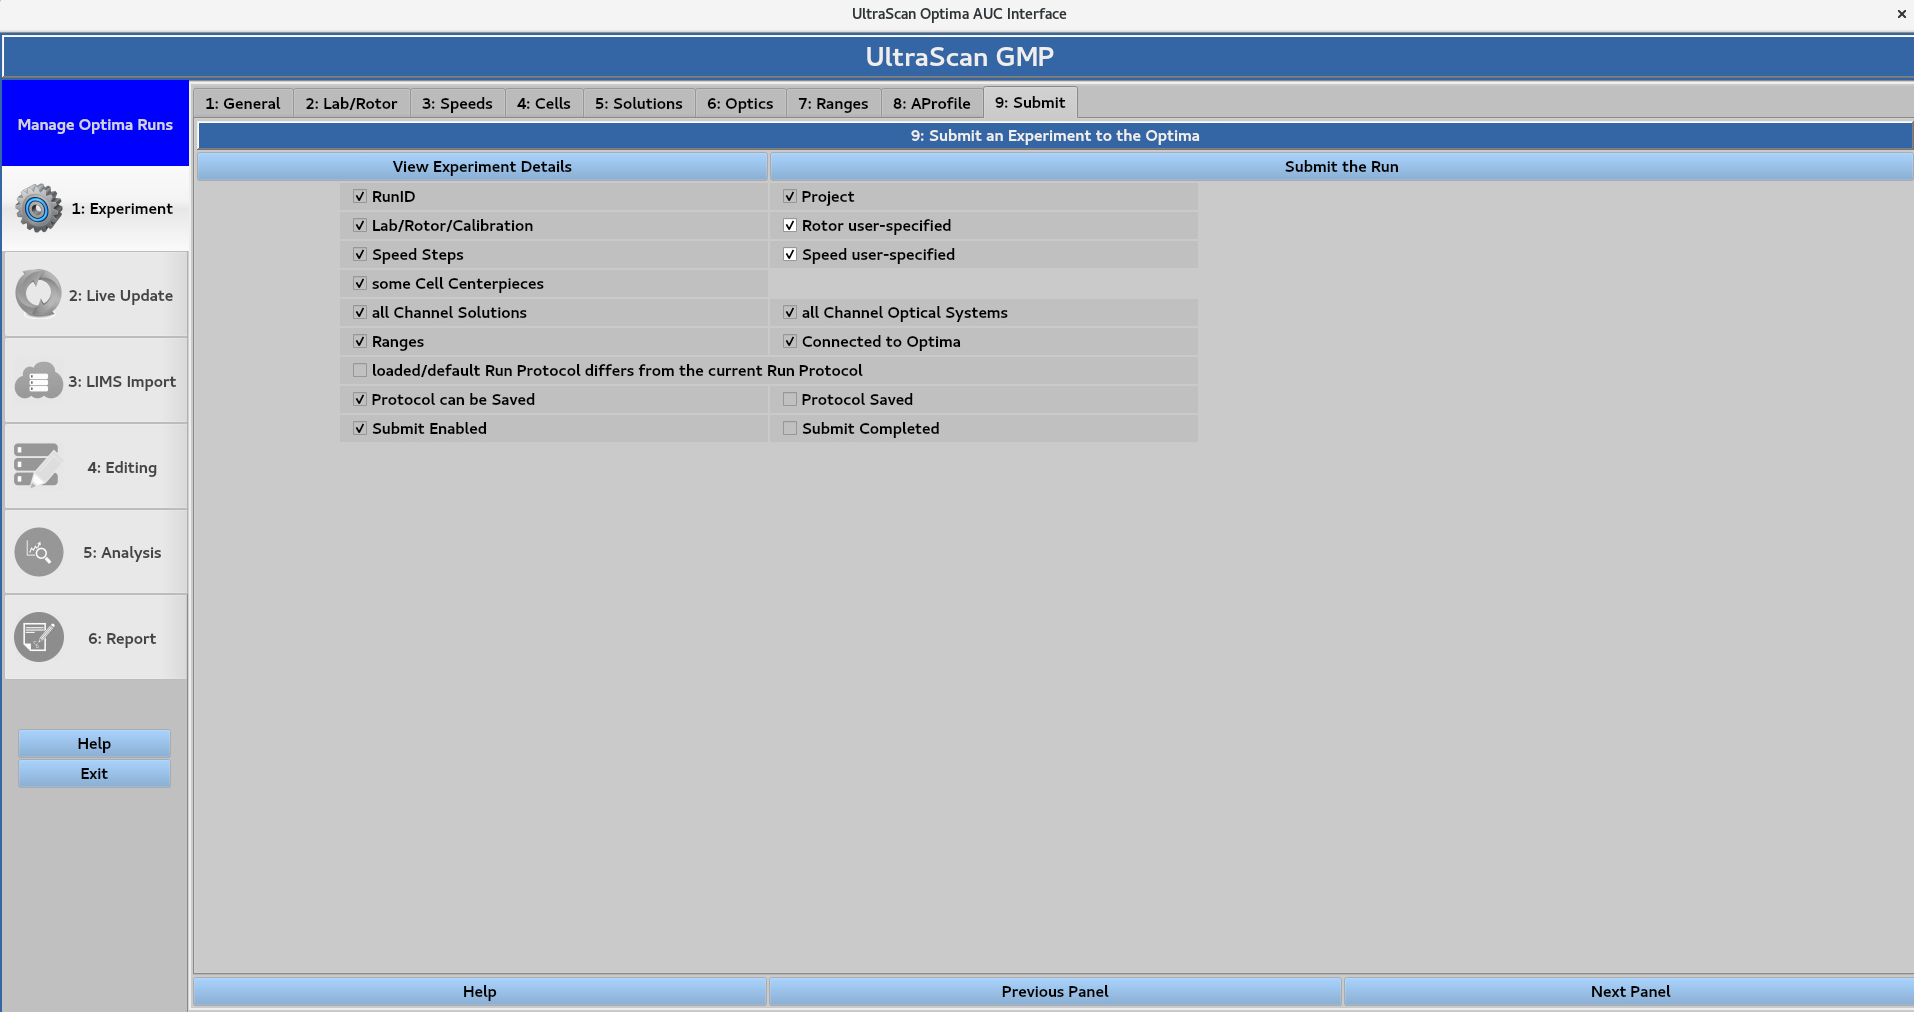 UltraScan Optima AUC Interface
UltraScan GMP
Manage Optima Runs
1: Experiment
2: Live Update
3: LIMS Import
4: Editing
5: Analysis
6: Report
Help
Exit
1: General 2: Lab/Rotor 3: Speeds 4: Cells 5: Solutions 6: Optics 7: Ranges 8: AProfile 9: Submit
9: Submit an Experiment to the Optima
View Experiment Details Submit the Run
RunID Project
Lab/Rotor/Calibration Rotor user-specified
Speed Steps Speed user-specified
some Cell Centerpieces
all Channel Solutions all Channel Optical Systems
Ranges Connected to Optima
loaded/default Run Protocol differs from the current Run Protocol
Protocol can be Saved Protocol Saved
Submit Enabled Submit Completed
Help Previous Panel Next Panel